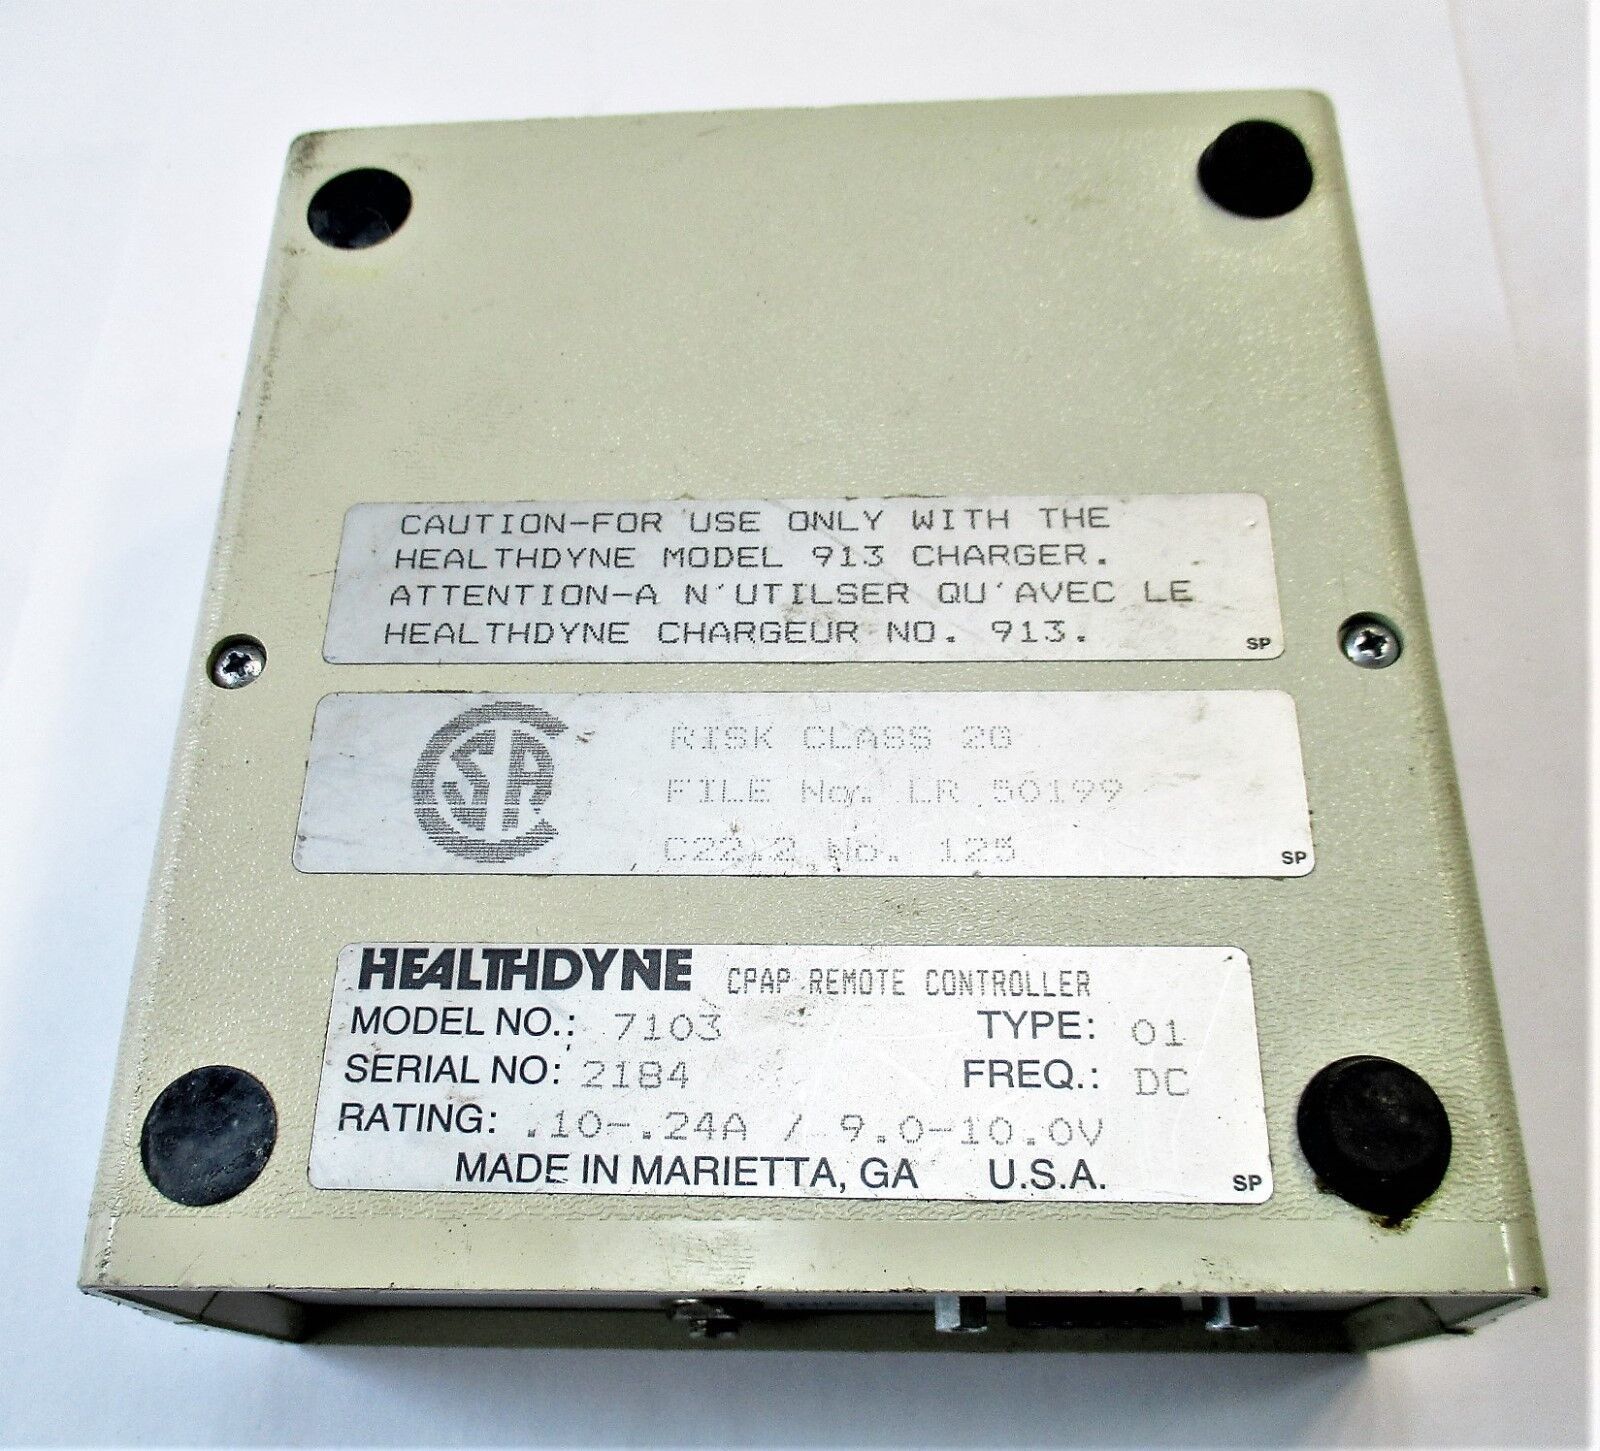 CAUTION-FOR USE ONLY WITH THE
HEALTHDYNE MODEL 913 CHARGER.
ATTENTION-A N'UTILSER QU'AVEC LE
HEALTHDYNE CHARGEUR NO. 913.
SP
CSA
RISK CLASS 2G
FILE No. LR 50199
C22.2 No. 125
SP
HEALTHDYNE CPAP REMOTE CONTROLLER
MODEL NO.: 7103 TYPE: 01
SERIAL NO: 2184 FREQ.: DC
RATING: .10-.24A / 9.0-10.0V
MADE IN MARIETTA, GA U.S.A.
SP